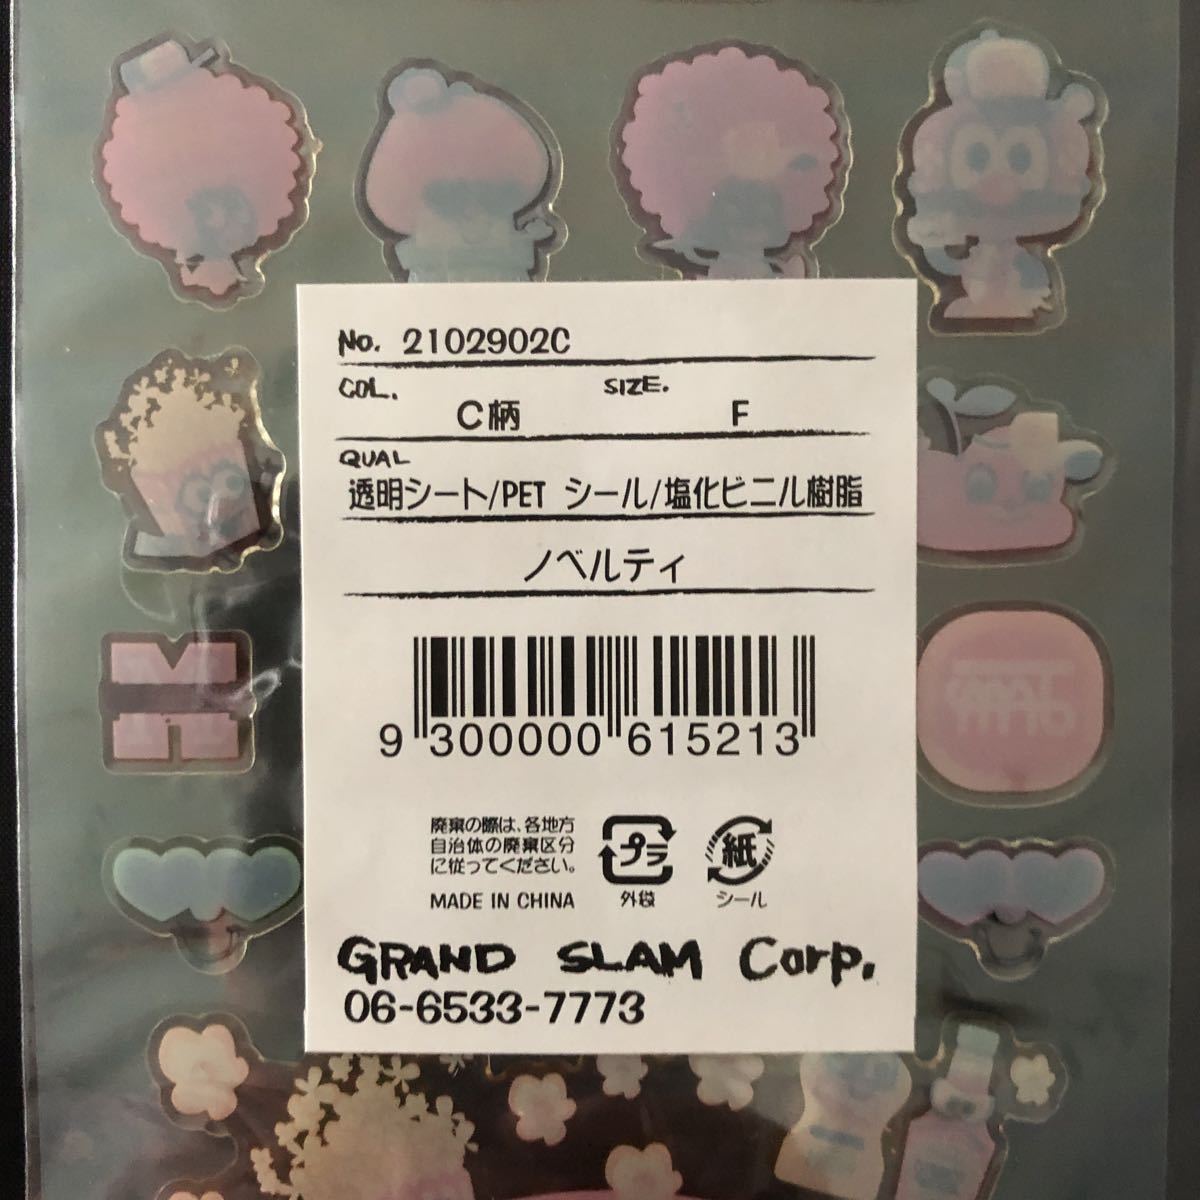 No. 2102902C
COL. SIZE.
C柄 F
QUAL
透明シート/PET シール/塩化ビニル樹脂
ノベルティ
9 300000 615213
廃棄の際は、各地方
自治体の廃棄区分
に従ってください。
MADE IN CHINA
プラ
外袋
紙
シール
GRAND SLAM Corp.
06-6533-7773